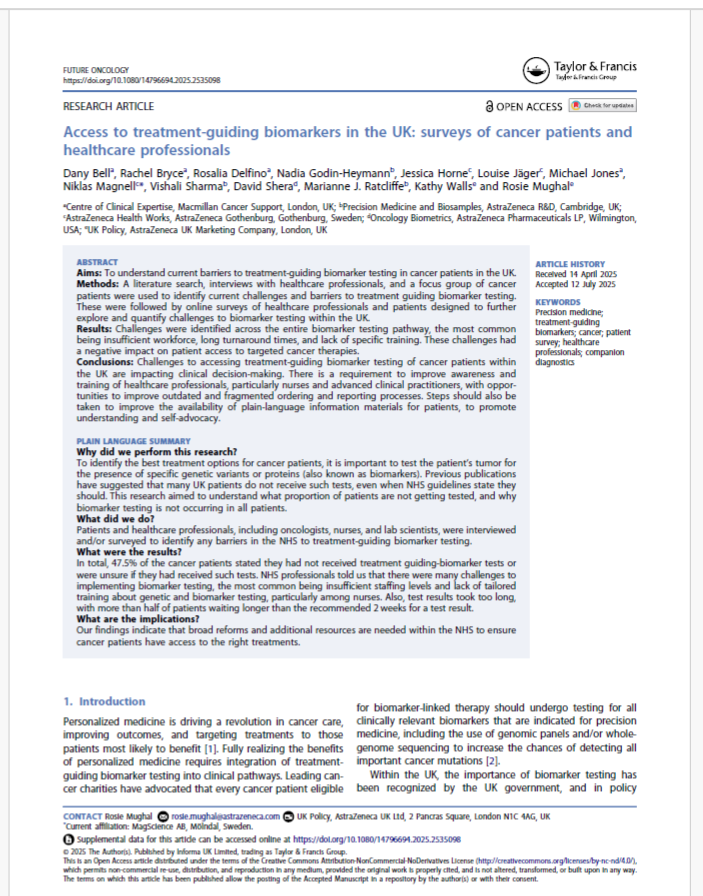 FUTURE ONCOLOGY
https://doi.org/10.1080/14796694.2025.2535098
Taylor & Francis
Taylor & Francis Group
RESEARCH ARTICLE
OPEN ACCESS
Check for updates
Access to treatment-guiding biomarkers in the UK: surveys of cancer patients and
healthcare professionals
Dany Bellᵃ, Rachel Bryceᵃ, Rosalia Delfinoᵃ, Nadia Godin-Heymannᵇ, Jessica Horneᶜ, Louise Jägerᶜ, Michael Jonesᵃ,
Niklas Magnellᶜ*, Vishali Sharmaᵇ, David Sheraᵈ, Marianne J. Ratcliffeᵇ, Kathy Wallsᵉ and Rosie Mughalᵉ
ᵃCentre of Clinical Expertise, Macmillan Cancer Support, London, UK; ᵇPrecision Medicine and Biosamples, AstraZeneca R&D, Cambridge, UK;
ᶜAstraZeneca Health Works, AstraZeneca Gothenburg, Gothenburg, Sweden; ᵈOncology Biometrics, AstraZeneca Pharmaceuticals LP, Wilmington,
USA; ᵉUK Policy, AstraZeneca UK Marketing Company, London, UK
ABSTRACT
Aims: To understand current barriers to treatment-guiding biomarker testing in cancer patients in the UK.
Methods: A literature search, interviews with healthcare professionals, and a focus group of cancer
patients were used to identify current challenges and barriers to treatment guiding biomarker testing.
These were followed by online surveys of healthcare professionals and patients designed to further
explore and quantify challenges to biomarker testing within the UK.
Results: Challenges were identified across the entire biomarker testing pathway, the most common
being insufficient workforce, long turnaround times, and lack of specific training. These challenges had
a negative impact on patient access to targeted cancer therapies.
Conclusions: Challenges to accessing treatment-guiding biomarker testing of cancer patients within
the UK are impacting clinical decision-making. There is a requirement to improve awareness and
training of healthcare professionals, particularly nurses and advanced clinical practitioners, with oppor-
tunities to improve outdated and fragmented ordering and reporting processes. Steps should also be
taken to improve the availability of plain-language information materials for patients, to promote
understanding and self-advocacy.
PLAIN LANGUAGE SUMMARY
Why did we perform this research?
To identify the best treatment options for cancer patients, it is important to test the patient's tumor for
the presence of specific genetic variants or proteins (also known as biomarkers). Previous publications
have suggested that many UK patients do not receive such tests, even when NHS guidelines state they
should. This research aimed to understand what proportion of patients are not getting tested, and why
biomarker testing is not occurring in all patients.
What did we do?
Patients and healthcare professionals, including oncologists, nurses, and lab scientists, were interviewed
and/or surveyed to identify any barriers in the NHS to treatment-guiding biomarker testing.
What were the results?
In total, 47.5% of the cancer patients stated they had not received treatment guiding-biomarker tests or
were unsure if they had received such tests. NHS professionals told us that there were many challenges to
implementing biomarker testing, the most common being insufficient staffing levels and lack of tailored
training about genetic and biomarker testing, particularly among nurses. Also, test results took too long,
with more than half of patients waiting longer than the recommended 2 weeks for a test result.
What are the implications?
Our findings indicate that broad reforms and additional resources are needed within the NHS to ensure
cancer patients have access to the right treatments.
ARTICLE HISTORY
Received 14 April 2025
Accepted 12 July 2025
KEYWORDS
Precision medicine;
treatment-guiding
biomarkers; cancer; patient
survey; healthcare
professionals; companion
diagnostics
1. Introduction
Personalized medicine is driving a revolution in cancer care,
improving outcomes, and targeting treatments to those
patients most likely to benefit [1]. Fully realizing the benefits
of personalized medicine requires integration of treatment-
guiding biomarker testing into clinical pathways. Leading can-
cer charities have advocated that every cancer patient eligible
for biomarker-linked therapy should undergo testing for all
clinically relevant biomarkers that are indicated for precision
medicine, including the use of genomic panels and/or whole-
genome sequencing to increase the chances of detecting all
important cancer mutations [2].
Within the UK, the importance of biomarker testing has
been recognized by the UK government, and in policy
CONTACT Rosie Mughal rosie.mughal@astrazeneca.com UK Policy, AstraZeneca UK Ltd, 2 Pancras Square, London N1C 4AG, UK
*Current affiliation: MagScience AB, Mölndal, Sweden.
Supplemental data for this article can be accessed online at https://doi.org/10.1080/14796694.2025.2535098
© 2025 The Author(s). Published by Informa UK Limited, trading as Taylor & Francis Group.
This is an Open Access article distributed under the terms of the Creative Commons Attribution-NonCommercial-NoDerivatives License (http://creativecommons.org/licenses/by-nc-nd/4.0/),
which permits non-commercial re-use, distribution, and reproduction in any medium, provided the original work is properly cited, and is not altered, transformed, or built upon in any way.
The terms on which this article has been published allow the posting of the Accepted Manuscript in a repository by the author(s) or with their consent.